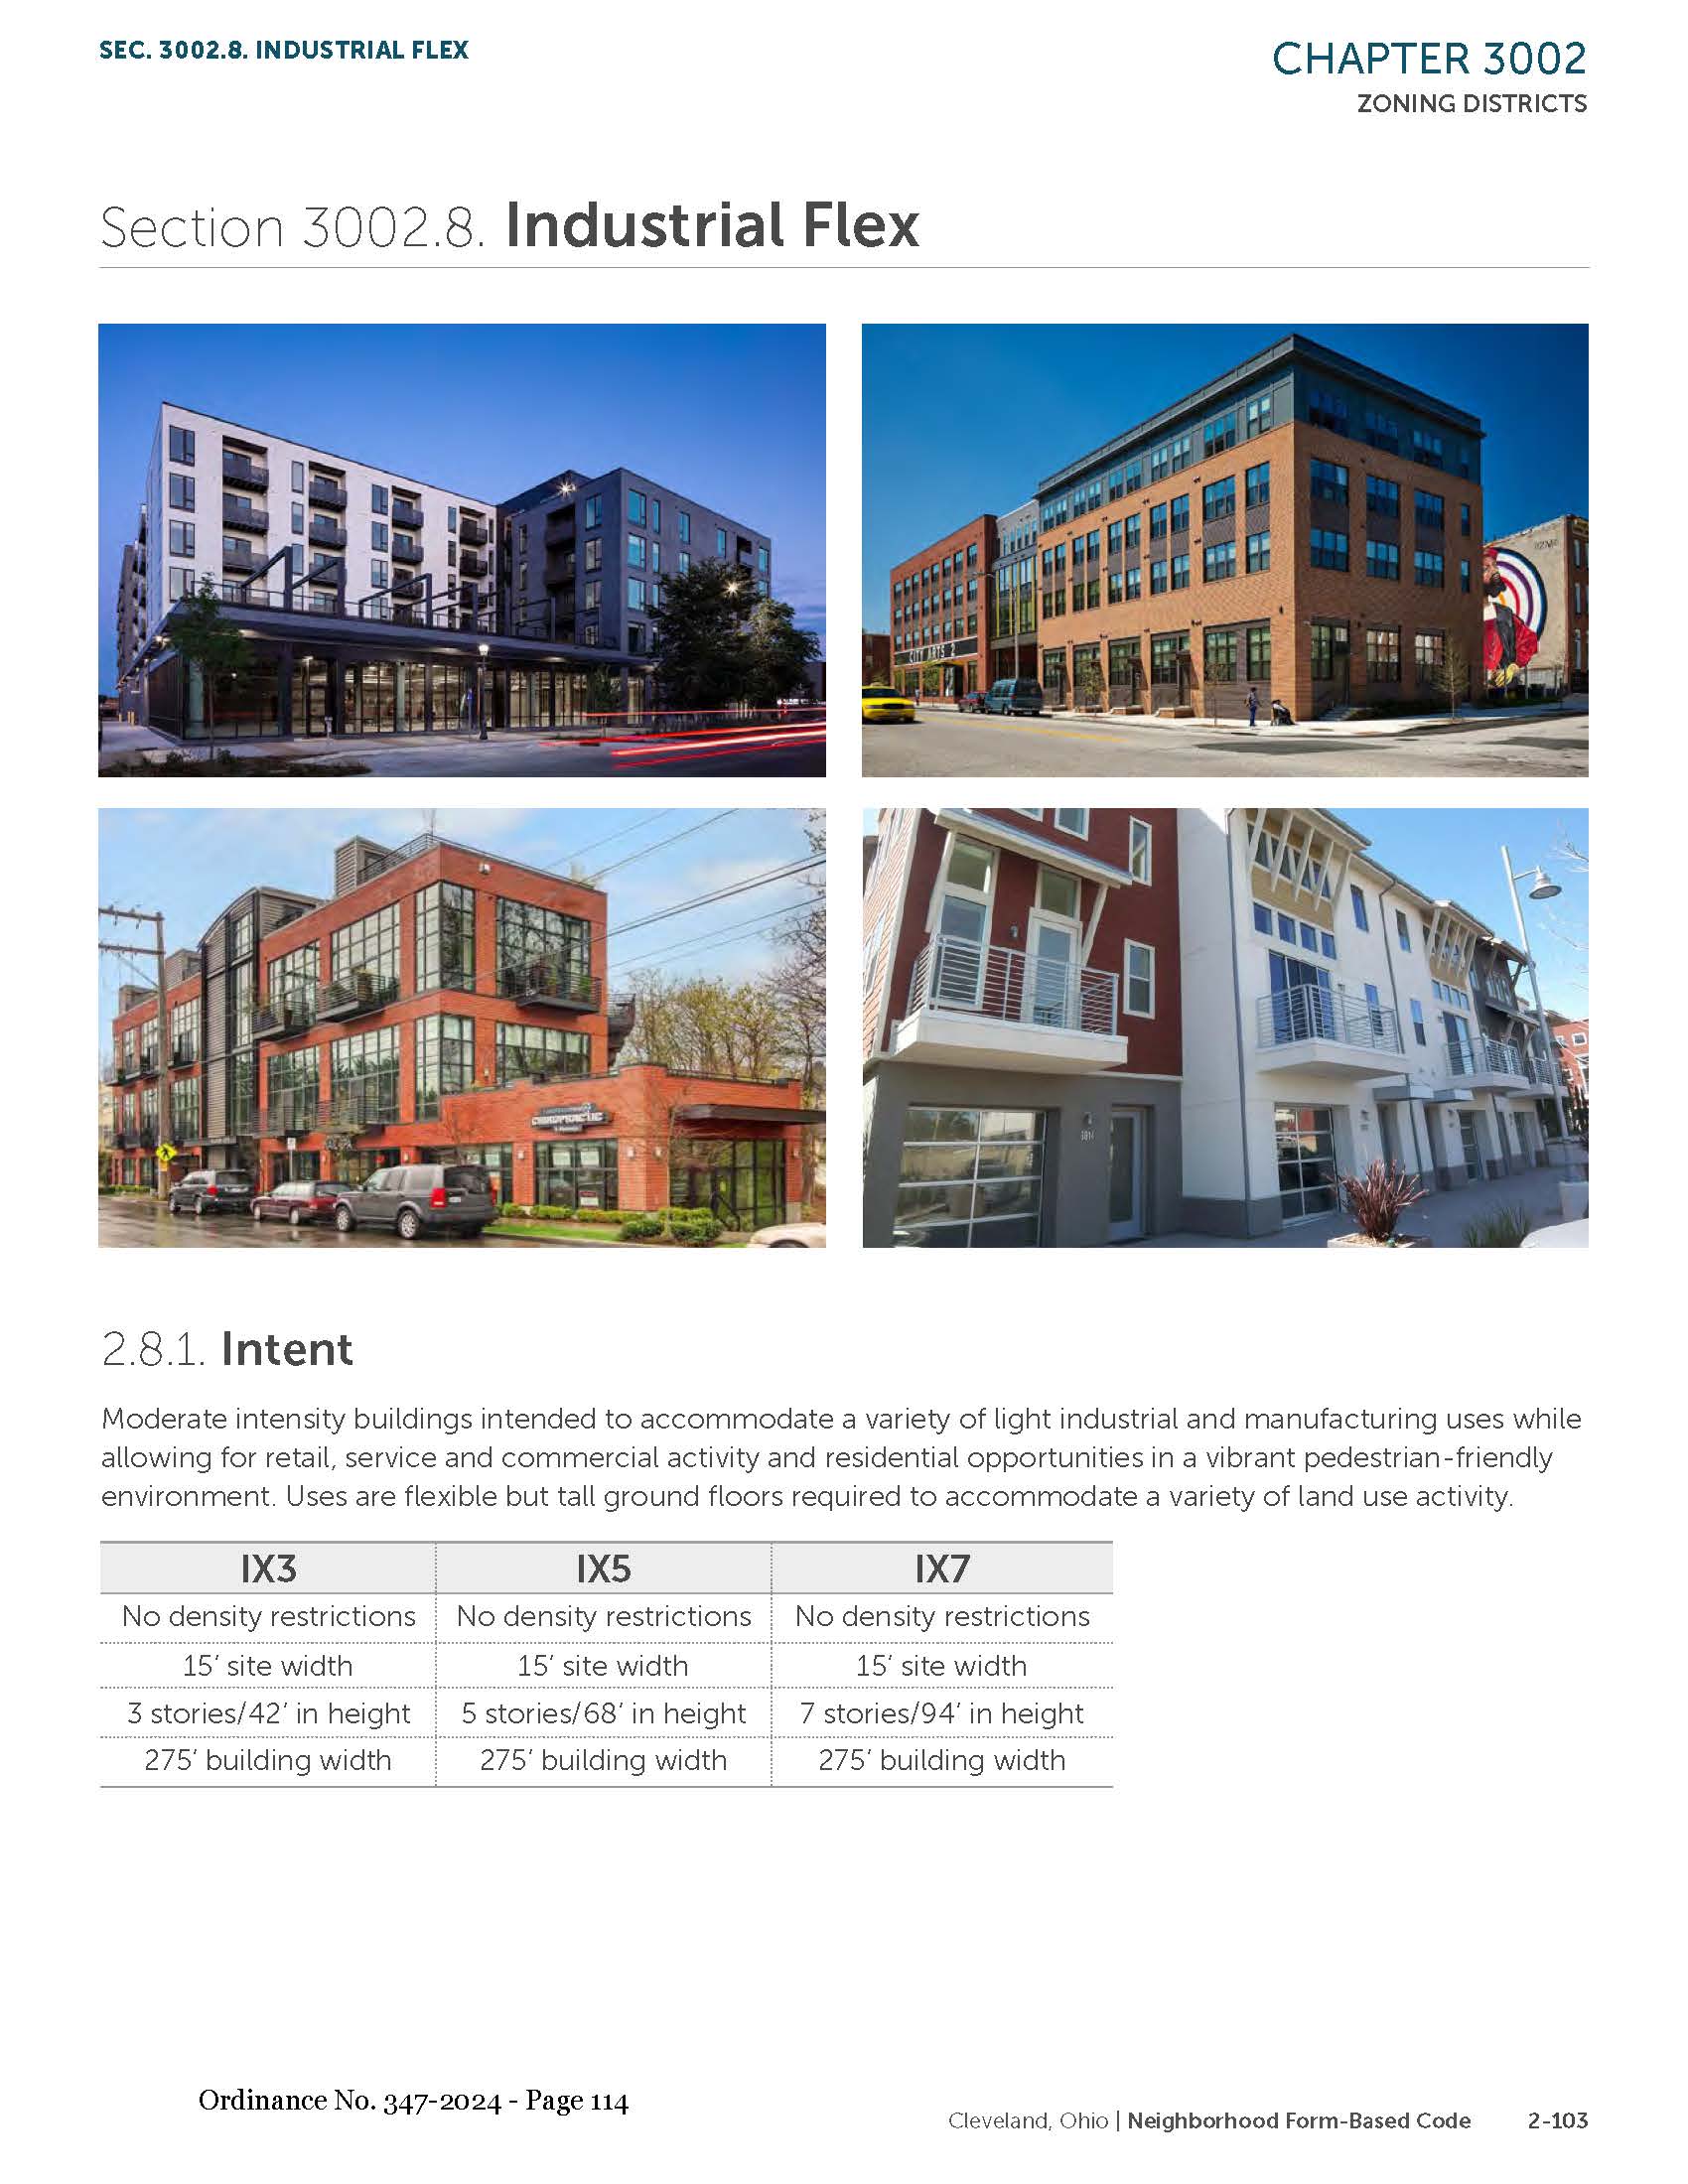 SEC. 3002.8. INDUSTRIAL FLEX
CHAPTER 3002
ZONING DISTRICTS
Section 3002.8. Industrial Flex
CITY ARTS 2
CHIROPRACTIC
2.8.1. Intent
Moderate intensity buildings intended to accommodate a variety of light industrial and manufacturing uses while
allowing for retail, service and commercial activity and residential opportunities in a vibrant pedestrian-friendly
environment. Uses are flexible but tall ground floors required to accommodate a variety of land use activity.
IX3 IX5 IX7
No density restrictions No density restrictions No density restrictions
15’ site width 15’ site width 15’ site width
3 stories/42’ in height 5 stories/68’ in height 7 stories/94’ in height
275’ building width 275’ building width 275’ building width
Ordinance No. 347-2024 - Page 114
Cleveland, Ohio | Neighborhood Form-Based Code 2-103